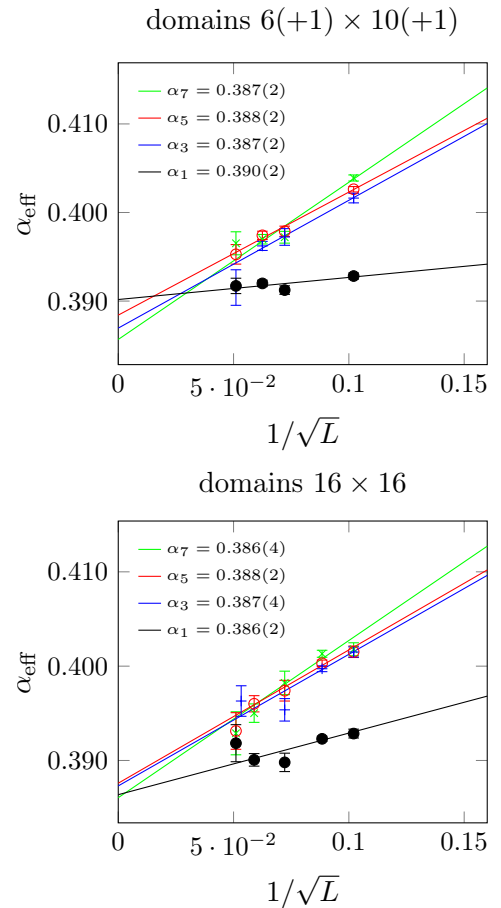 domains 6(+1) × 10(+1)
α₇ = 0.387(2)
α₅ = 0.388(2)
α₃ = 0.387(2)
α₁ = 0.390(2)
0.410
0.400
0.390
α_eff
0 5·10⁻² 0.1 0.15
1/√L
domains 16 × 16
α₇ = 0.386(4)
α₅ = 0.388(2)
α₃ = 0.387(4)
α₁ = 0.386(2)
0.410
0.400
0.390
α_eff
0 5·10⁻² 0.1 0.15
1/√L